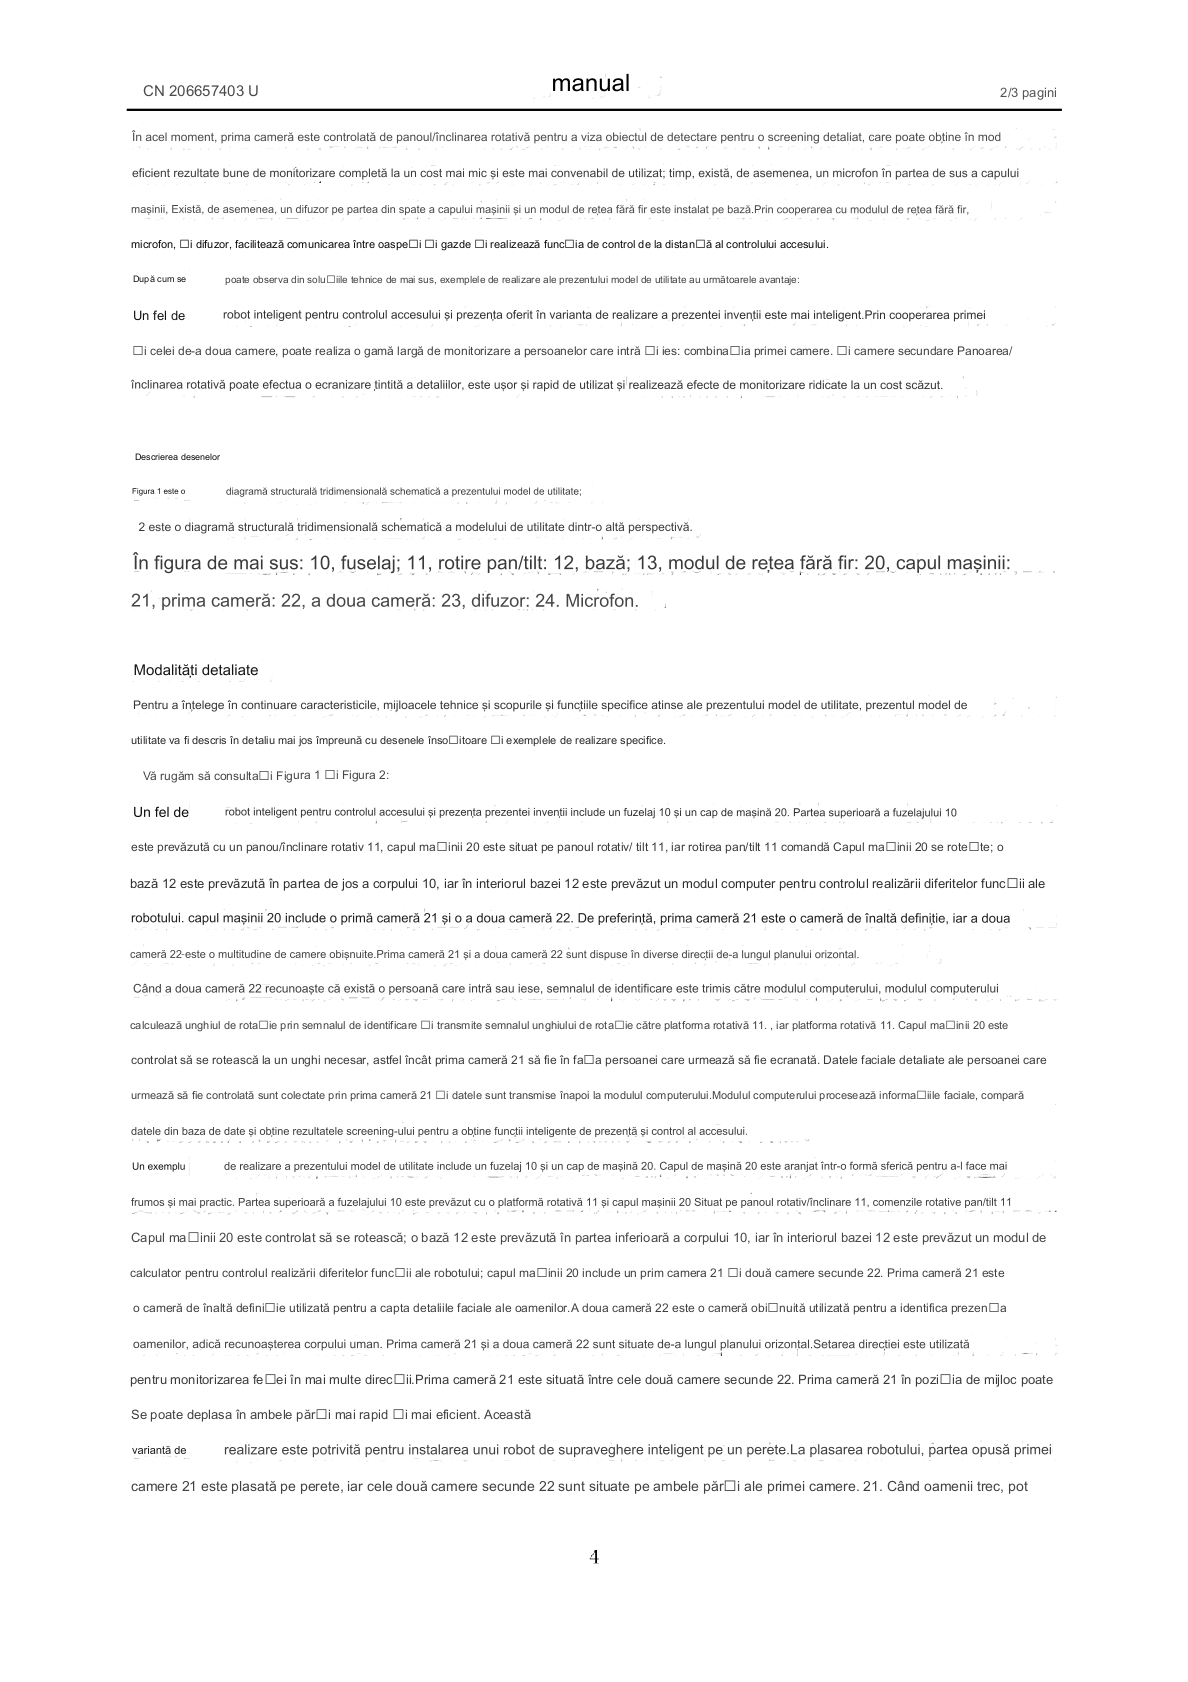 CN 206657403 U
manual
2/3 pagini
În acel moment, prima cameră este controlată de panoul/înclinarea rotativă pentru a viza obiectul de detectare pentru o screening detaliat, care poate obține în mod
eficient rezultate bune de monitorizare completă la un cost mai mic și este mai convenabil de utilizat; timp, există, de asemenea, un microfon în partea de sus a capului
mașinii, Există, de asemenea, un difuzor pe partea din spate a capului mașinii și un modul de rețea fără fir este instalat pe bază.Prin cooperarea cu modulul de rețea fără fir,
microfon, □i difuzor, facilitează comunicarea între oaspe□i □i gazde □i realizează func□ia de control de la distan□ă al controlului accesului.
După cum se poate observa din solu□iile tehnice de mai sus, exemplele de realizare ale prezentului model de utilitate au următoarele avantaje:
Un fel de robot inteligent pentru controlul accesului și prezența oferit în varianta de realizare a prezentei invenții este mai inteligent.Prin cooperarea primei
□i celei de-a doua camere, poate realiza o gamă largă de monitorizare a persoanelor care intră □i ies: combina□ia primei camere. □i camere secundare Panoarea/
înclinarea rotativă poate efectua o ecranizare țintită a detaliilor, este ușor și rapid de utilizat și realizează efecte de monitorizare ridicate la un cost scăzut.
Descrierea desenelor
Figura 1 este o diagramă structurală tridimensională schematică a prezentului model de utilitate;
2 este o diagramă structurală tridimensională schematică a modelului de utilitate dintr-o altă perspectivă.
În figura de mai sus: 10, fuselaj; 11, rotire pan/tilt: 12, bază; 13, modul de rețea fără fir: 20, capul mașinii:
21, prima cameră: 22, a doua cameră: 23, difuzor: 24. Microfon.
Modalități detaliate
Pentru a înțelege în continuare caracteristicile, mijloacele tehnice și scopurile și funcțiile specifice atinse ale prezentului model de utilitate, prezentul model de
utilitate va fi descris în detaliu mai jos împreună cu desenele înso□itoare □i exemplele de realizare specifice.
Vă rugăm să consulta□i Figura 1 □i Figura 2:
Un fel de robot inteligent pentru controlul accesului și prezența prezentei invenții include un fuzelaj 10 și un cap de mașină 20. Partea superioară a fuzelajului 10
este prevăzută cu un panou/înclinare rotativ 11, capul ma□inii 20 este situat pe panoul rotativ/ tilt 11, iar rotirea pan/tilt 11 comandă Capul ma□inii 20 se rote□te; o
bază 12 este prevăzută în partea de jos a corpului 10, iar în interiorul bazei 12 este prevăzut un modul computer pentru controlul realizării diferitelor func□ii ale
robotului. capul mașinii 20 include o primă cameră 21 și o a doua cameră 22. De preferință, prima cameră 21 este o cameră de înaltă definiție, iar a doua
cameră 22 este o multitudine de camere obișnuite.Prima cameră 21 și a doua cameră 22 sunt dispuse în diverse direcții de-a lungul planului orizontal.
Când a doua cameră 22 recunoaște că există o persoană care intră sau iese, semnalul de identificare este trimis către modulul computerului, modulul computerului
calculează unghiul de rota□ie prin semnalul de identificare □i transmite semnalul unghiului de rota□ie către platforma rotativă 11. , iar platforma rotativă 11. Capul ma□inii 20 este
controlat să se rotească la un unghi necesar, astfel încât prima cameră 21 să fie în fa□a persoanei care urmează să fie ecranată. Datele faciale detaliate ale persoanei care
urmează să fie controlată sunt colectate prin prima cameră 21 □i datele sunt transmise înapoi la modulul computerului.Modulul computerului procesează informa□iile faciale, compară
datele din baza de date și obține rezultatele screening-ului pentru a obține funcții inteligente de prezență și control al accesului.
Un exemplu de realizare a prezentului model de utilitate include un fuzelaj 10 și un cap de mașină 20. Capul de mașină 20 este aranjat într-o formă sferică pentru a-l face mai
frumos și mai practic. Partea superioară a fuzelajului 10 este prevăzut cu o platformă rotativă 11 și capul mașinii 20 Situat pe panoul rotativ/înclinare 11, comenzile rotative pan/tilt 11
Capul ma□inii 20 este controlat să se rotească; o bază 12 este prevăzută în partea inferioară a corpului 10, iar în interiorul bazei 12 este prevăzut un modul de
calculator pentru controlul realizării diferitelor func□ii ale robotului; capul ma□inii 20 include un prim camera 21 □i două camere secunde 22. Prima cameră 21 este
o cameră de înaltă defini□ie utilizată pentru a capta detaliile faciale ale oamenilor.A doua cameră 22 este o cameră obi□nuită utilizată pentru a identifica prezen□a
oamenilor, adică recunoașterea corpului uman. Prima cameră 21 și a doua cameră 22 sunt situate de-a lungul planului orizontal.Setarea direcției este utilizată
pentru monitorizarea fe□ei în mai multe direc□ii.Prima cameră 21 este situată între cele două camere secunde 22. Prima cameră 21 în pozi□ia de mijloc poate
Se poate deplasa în ambele păr□i mai rapid □i mai eficient. Această
variantă de realizare este potrivită pentru instalarea unui robot de supraveghere inteligent pe un perete.La plasarea robotului, partea opusă primei
camere 21 este plasată pe perete, iar cele două camere secunde 22 sunt situate pe ambele păr□i ale primei camere. 21. Când oamenii trec, pot
4